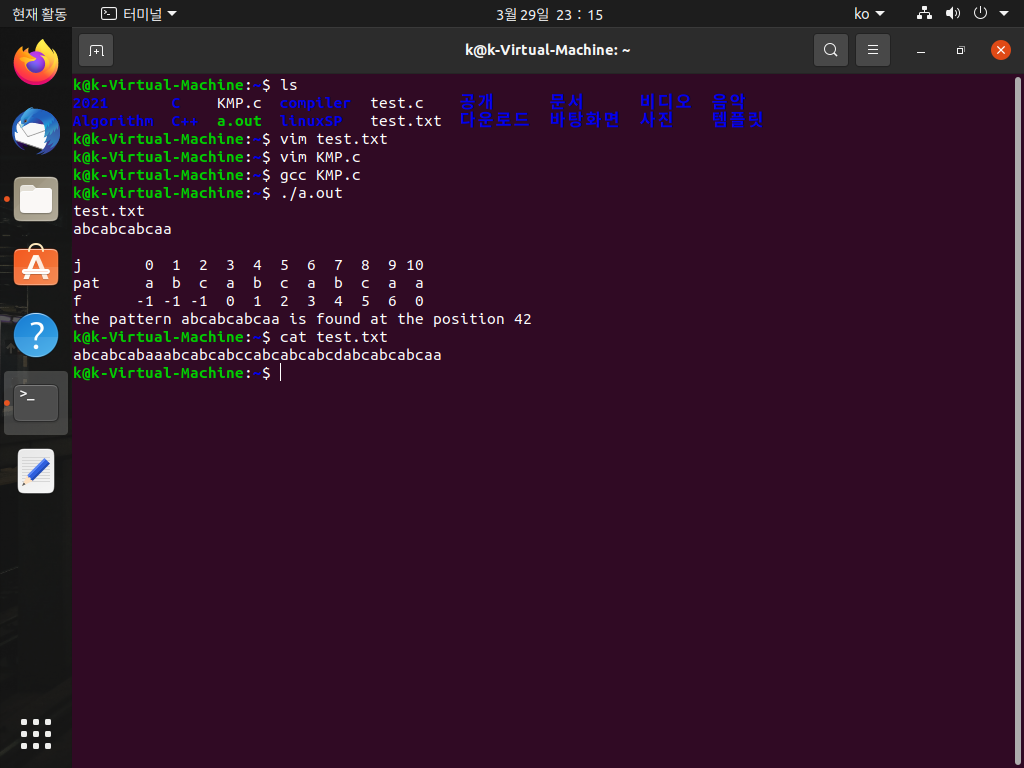 현재 활동 터미널 3월 29일 23 : 15 ko
k@k-Virtual-Machine: ~
k@k-Virtual-Machine:~$ ls
2021 C KMP.c compiler test.c 공개 문서 비디오 음악
Algorithm C++ a.out linuxSP test.txt 다운로드 바탕화면 사진 템플릿
k@k-Virtual-Machine:~$ vim test.txt
k@k-Virtual-Machine:~$ vim KMP.c
k@k-Virtual-Machine:~$ gcc KMP.c
k@k-Virtual-Machine:~$ ./a.out
test.txt
abcabcabcaa
j 0 1 2 3 4 5 6 7 8 9 10
pat a b c a b c a b c a a
f -1 -1 -1 0 1 2 3 4 5 6 0
the pattern abcabcabcaa is found at the position 42
k@k-Virtual-Machine:~$ cat test.txt
abcabcabaaabcabcabccabcabcabcdabcabcabcaa
k@k-Virtual-Machine:~$